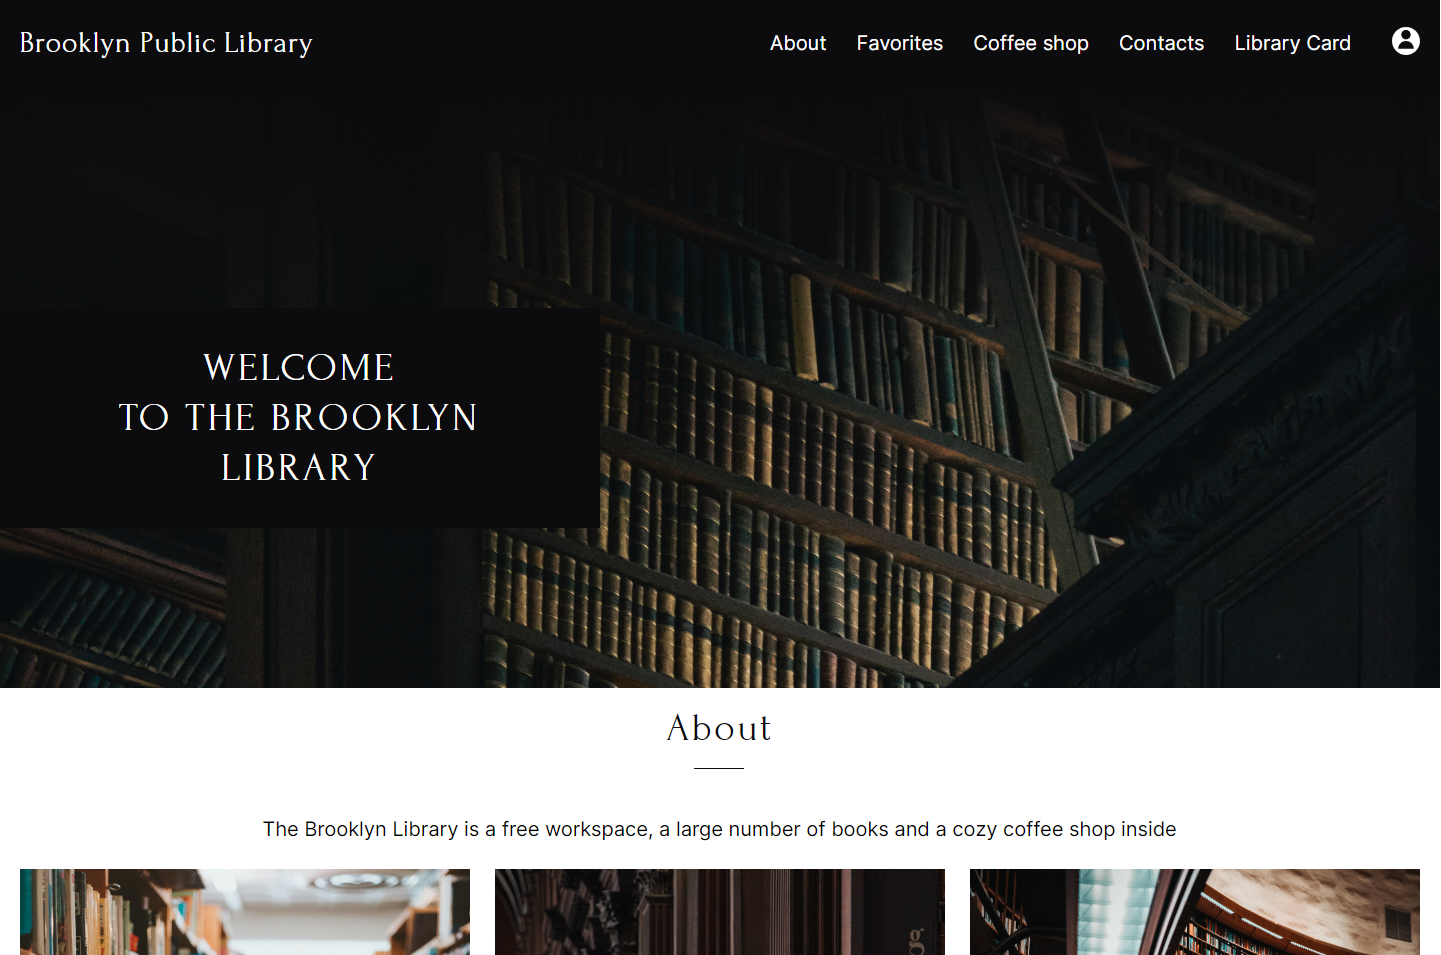 Brooklyn Public Library
About Favorites Coffee shop Contacts Library Card
WELCOME
TO THE BROOKLYN
LIBRARY
About
The Brooklyn Library is a free workspace, a large number of books and a cozy coffee shop inside